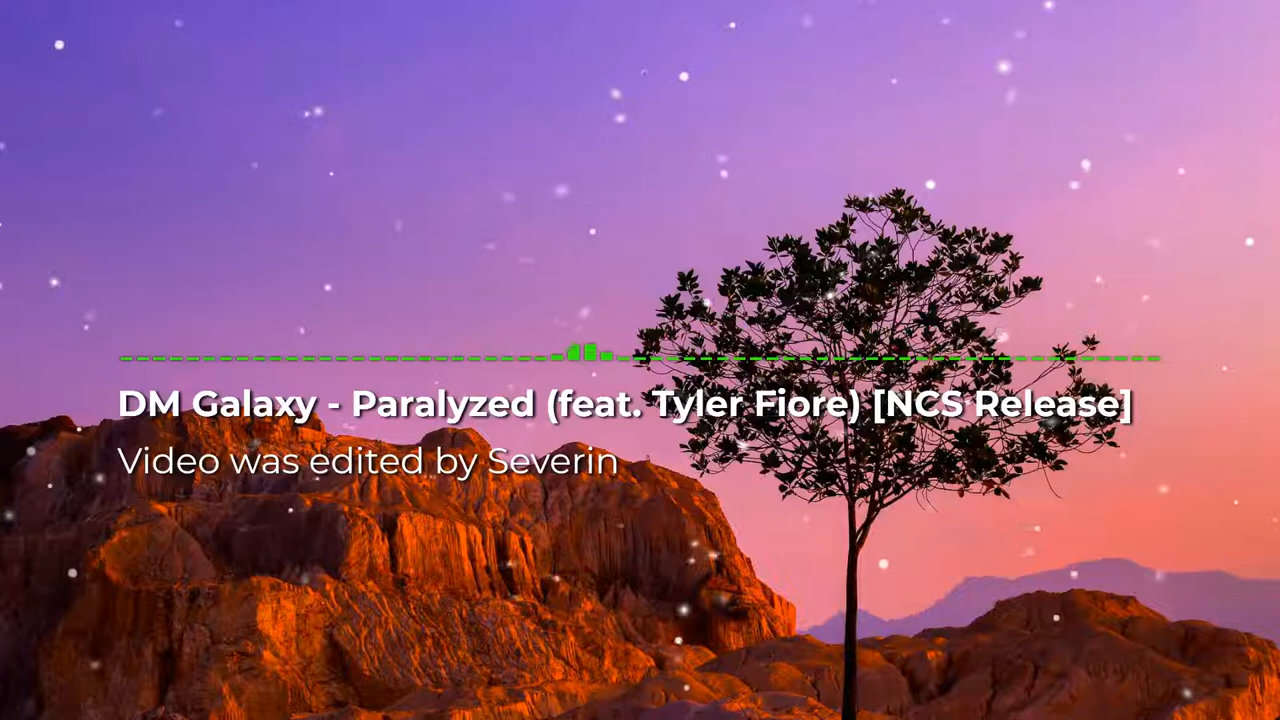 DM Galaxy - Paralyzed (feat. Tyler Fiore) [NCS Release]
Video was edited by Severin